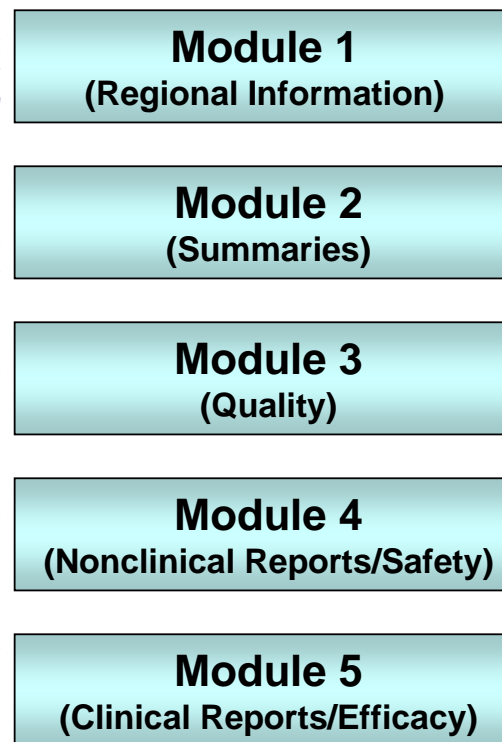 Module 1
(Regional Information)
Module 2
(Summaries)
Module 3
(Quality)
Module 4
(Nonclinical Reports/Safety)
Module 5
(Clinical Reports/Efficacy)